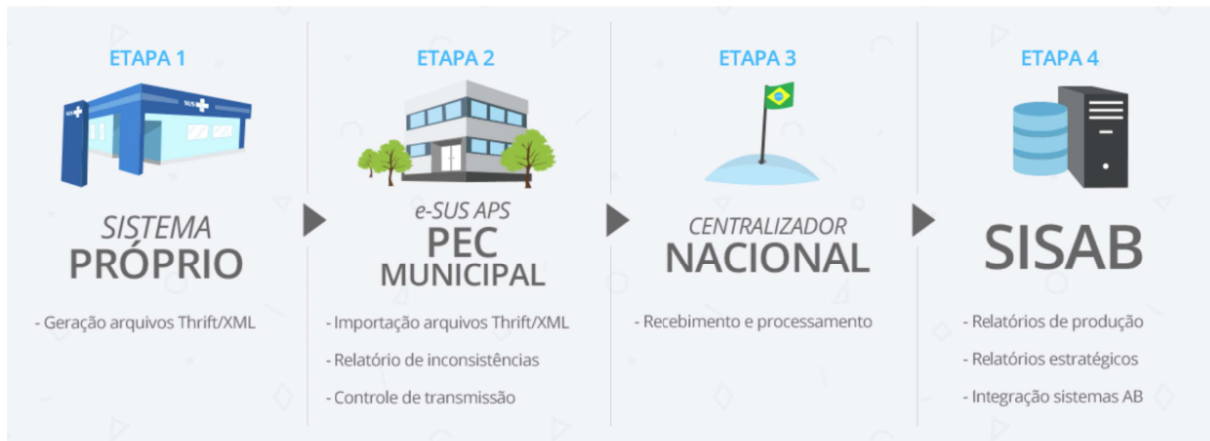 ETAPA 1
SUS
SUS
SISTEMA
PRÓPRIO
- Geração arquivos Thrift/XML
ETAPA 2
e-SUS APS
PEC
MUNICIPAL
- Importação arquivos Thrift/XML
- Relatório de inconsistências
- Controle de transmissão
ETAPA 3
CENTRALIZADOR
NACIONAL
- Recebimento e processamento
ETAPA 4
SISAB
- Relatórios de produção
- Relatórios estratégicos
- Integração sistemas AB